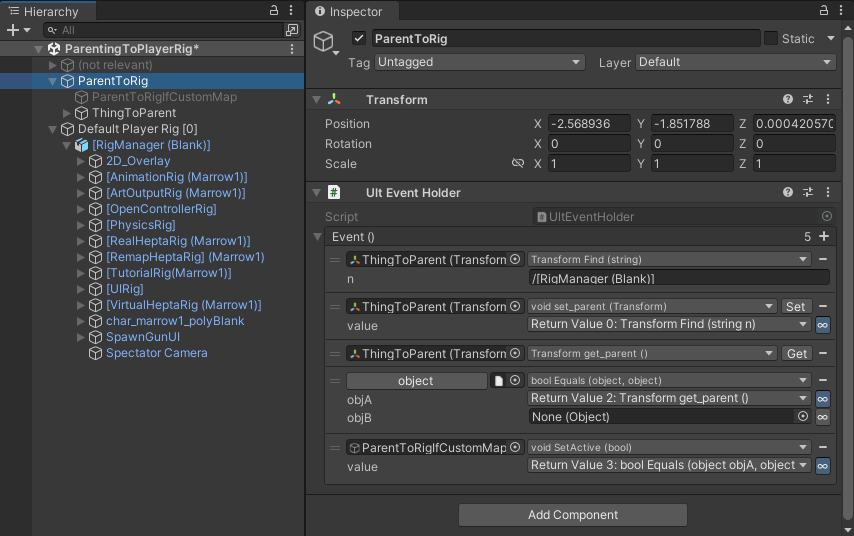 Hierarchy
All
ParentingToPlayerRig*
(not relevant)
ParentToRig
ParentToRigIfCustomMap
ThingToParent
Default Player Rig [0]
[RigManager (Blank)]
2D_Overlay
[AnimationRig (Marrow1)]
[ArtOutputRig (Marrow1)]
[OpenControllerRig]
[PhysicsRig]
[RealHeptaRig (Marrow1)]
[RemapHeptaRig] (Marrow1)
[TutorialRig(Marrow1)]
[UIRig]
[VirtualHeptaRig (Marrow1)]
char_marrow1_polyBlank
SpawnGunUI
Spectator Camera
Inspector
ParentToRig
Static
Tag Untagged Layer Default
Transform
Position X -2.568936 Y -1.851788 Z 0.000420570
Rotation X 0 Y 0 Z 0
Scale X 1 Y 1 Z 1
Ult Event Holder
Script UltEventHolder
Event () 5
ThingToParent (Transform Transform Find (string)
n /[RigManager (Blank)]
ThingToParent (Transform void set_parent (Transform) Set
value Return Value 0: Transform Find (string n)
ThingToParent (Transform Transform get_parent () Get
object bool Equals (object, object)
objA Return Value 2: Transform get_parent ()
objB None (Object)
ParentToRigIfCustomMap void SetActive (bool)
value Return Value 3: bool Equals (object objA, object
Add Component